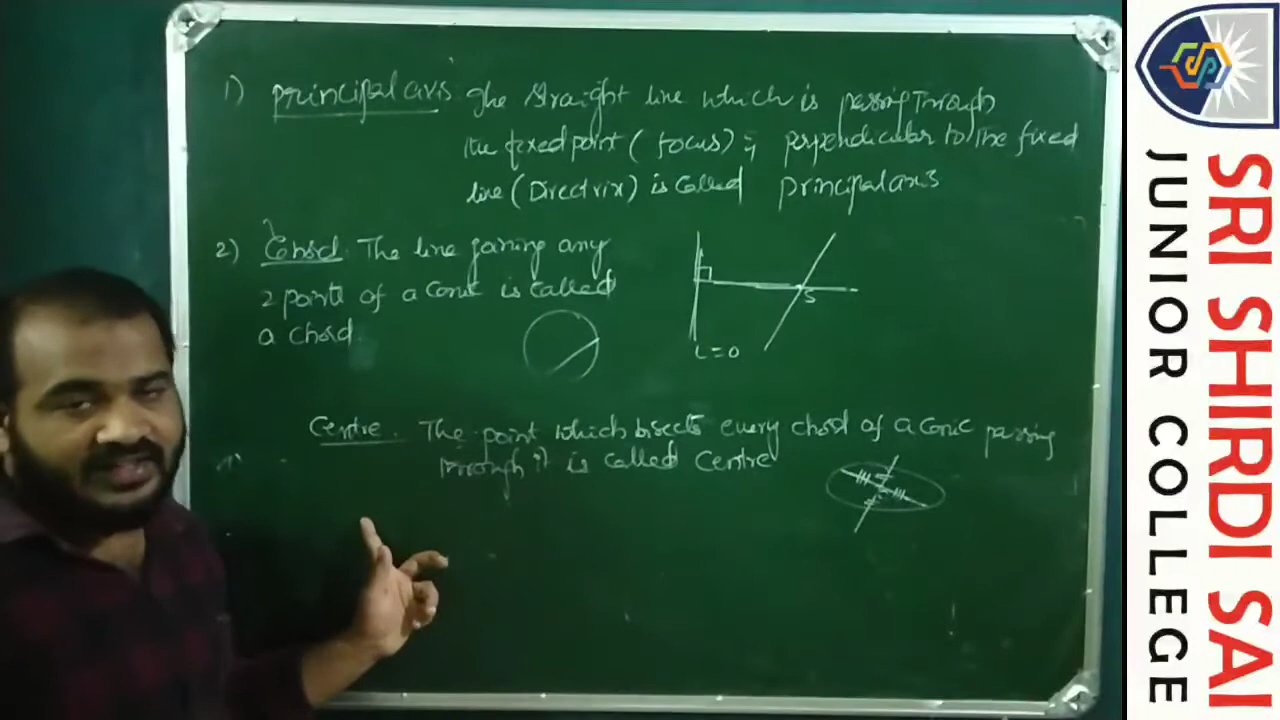 1) principal axis The straight line which is passing Through
the fixed point (focus) & perpendicular to The fixed
line (Directrix) is called principal axis
2) Chord. The line joining any
2 points of a conic is called
a chord.
S
L=0
Centre. The point which bisects every chord of a conic passing
through it is called Centre
SRI SHIRDI SAI
JUNIOR COLLEGE